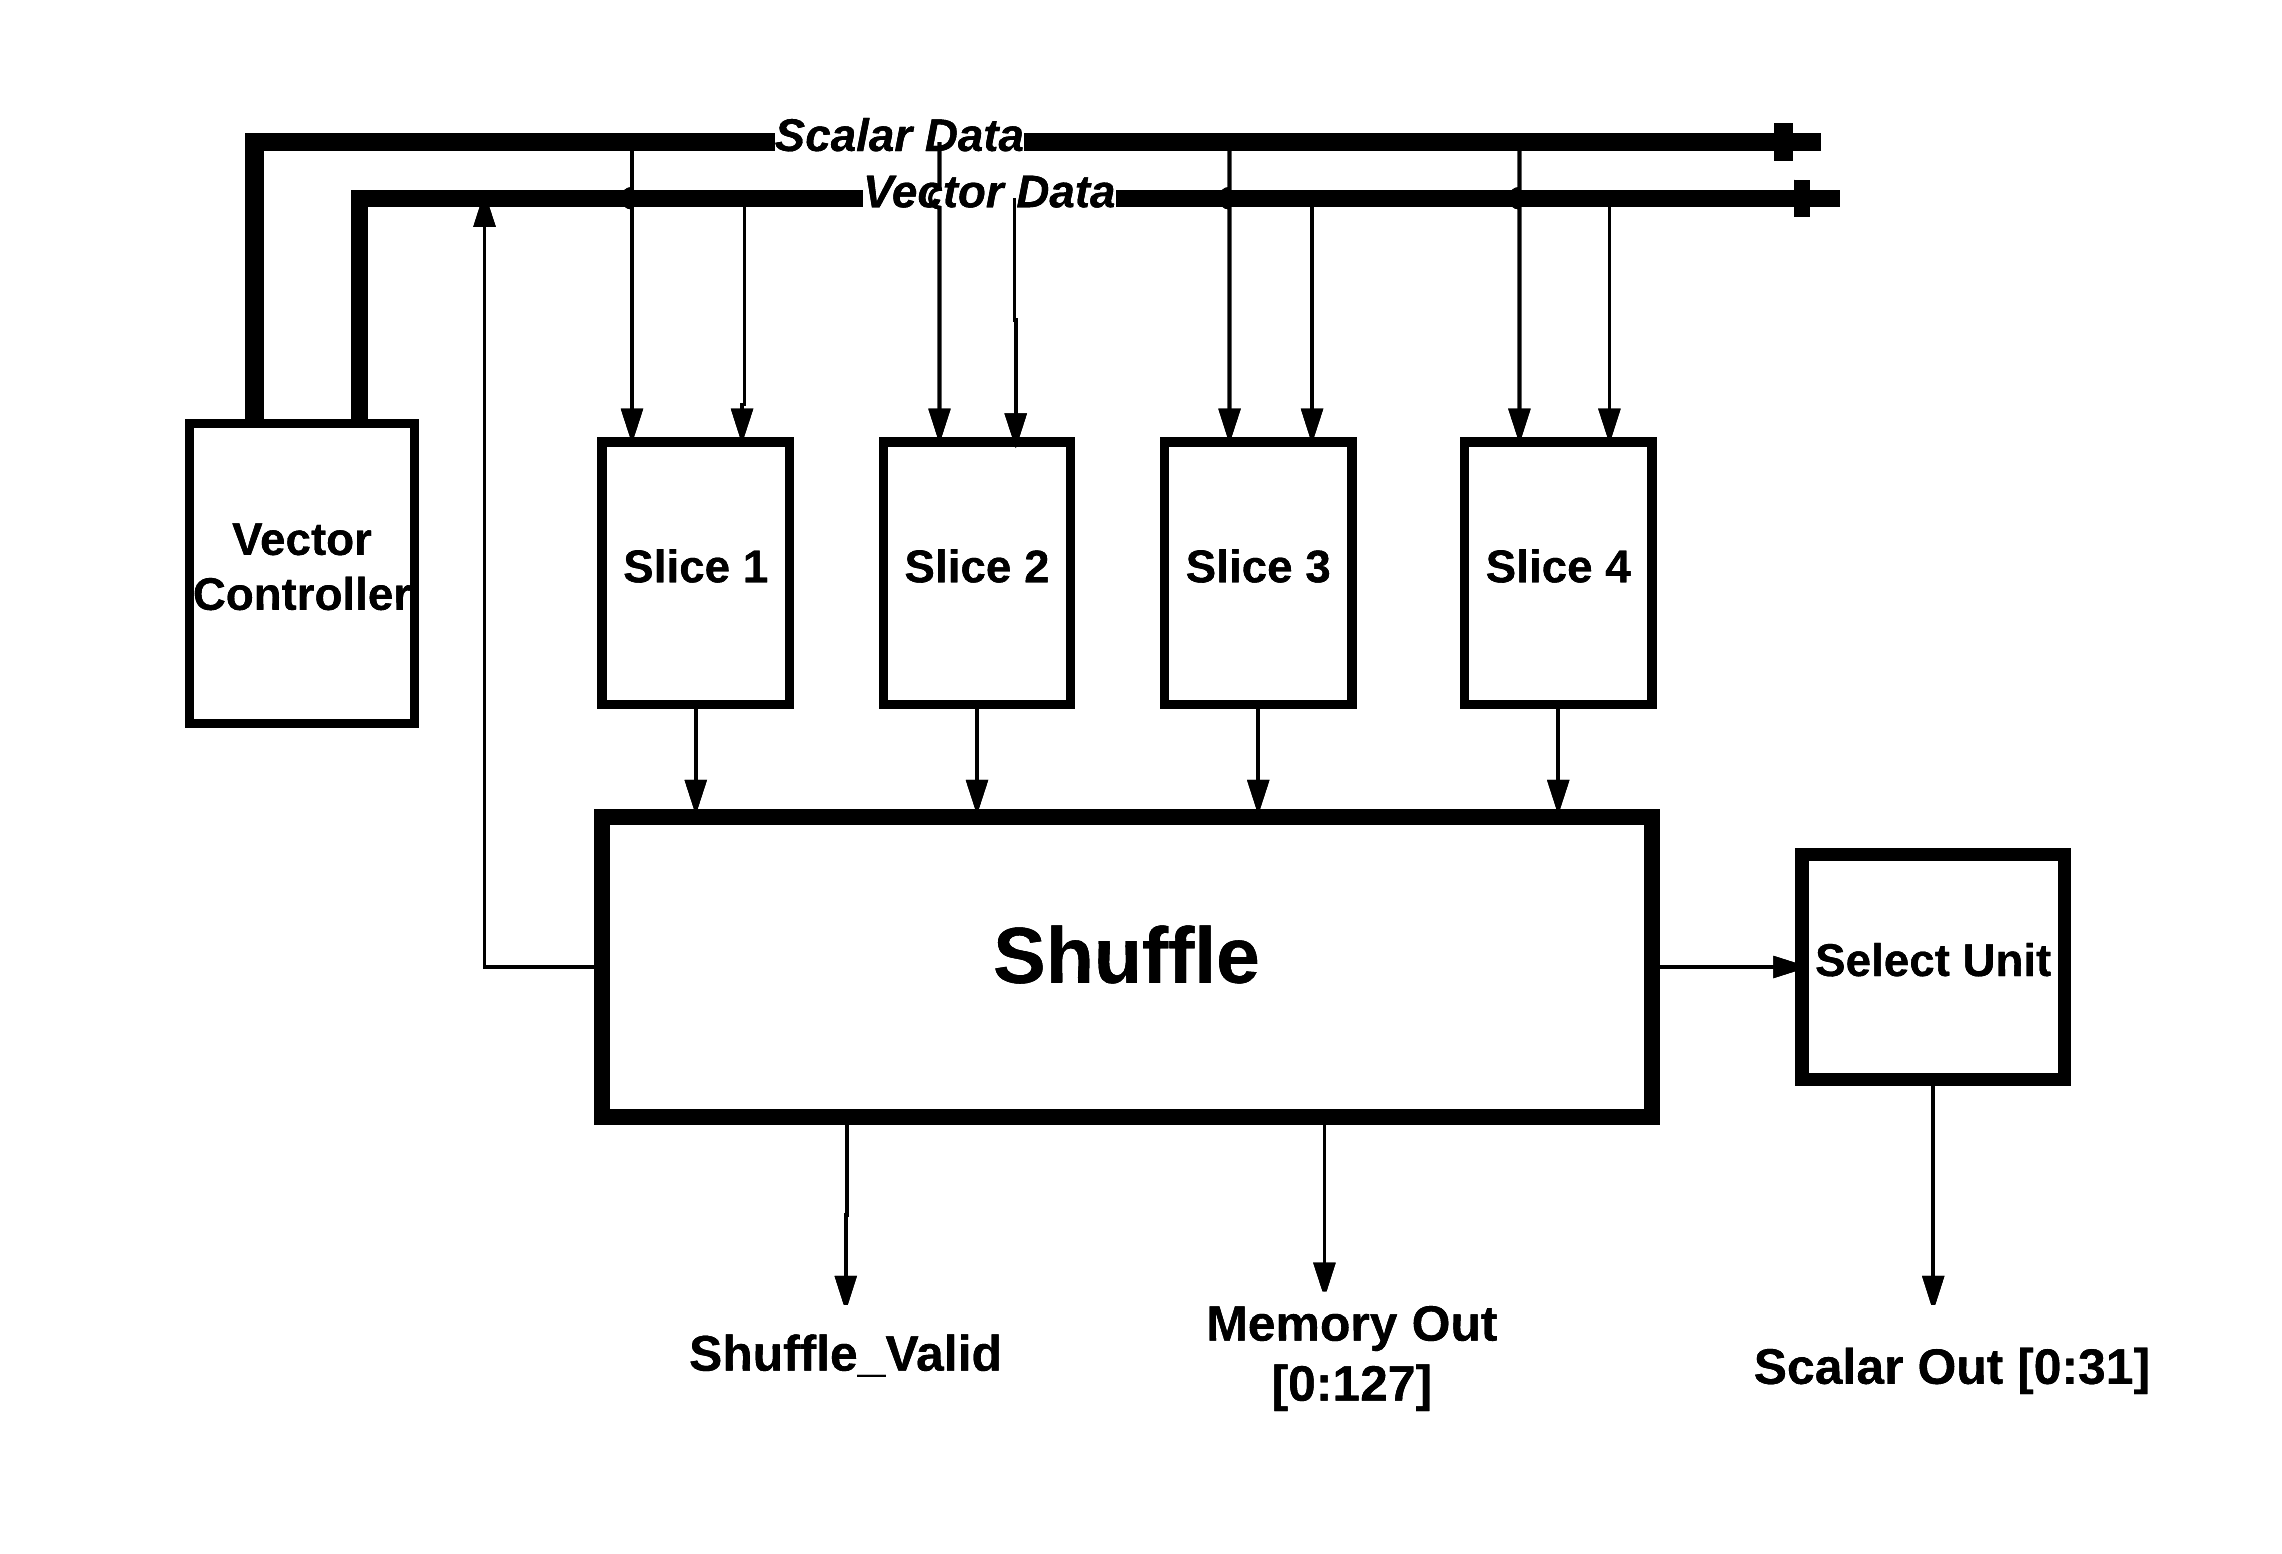 Scalar Data
Vector Data
Vector
Controller
Slice 1
Slice 2
Slice 3
Slice 4
Shuffle
Select Unit
Shuffle_Valid
Memory Out
[0:127]
Scalar Out [0:31]